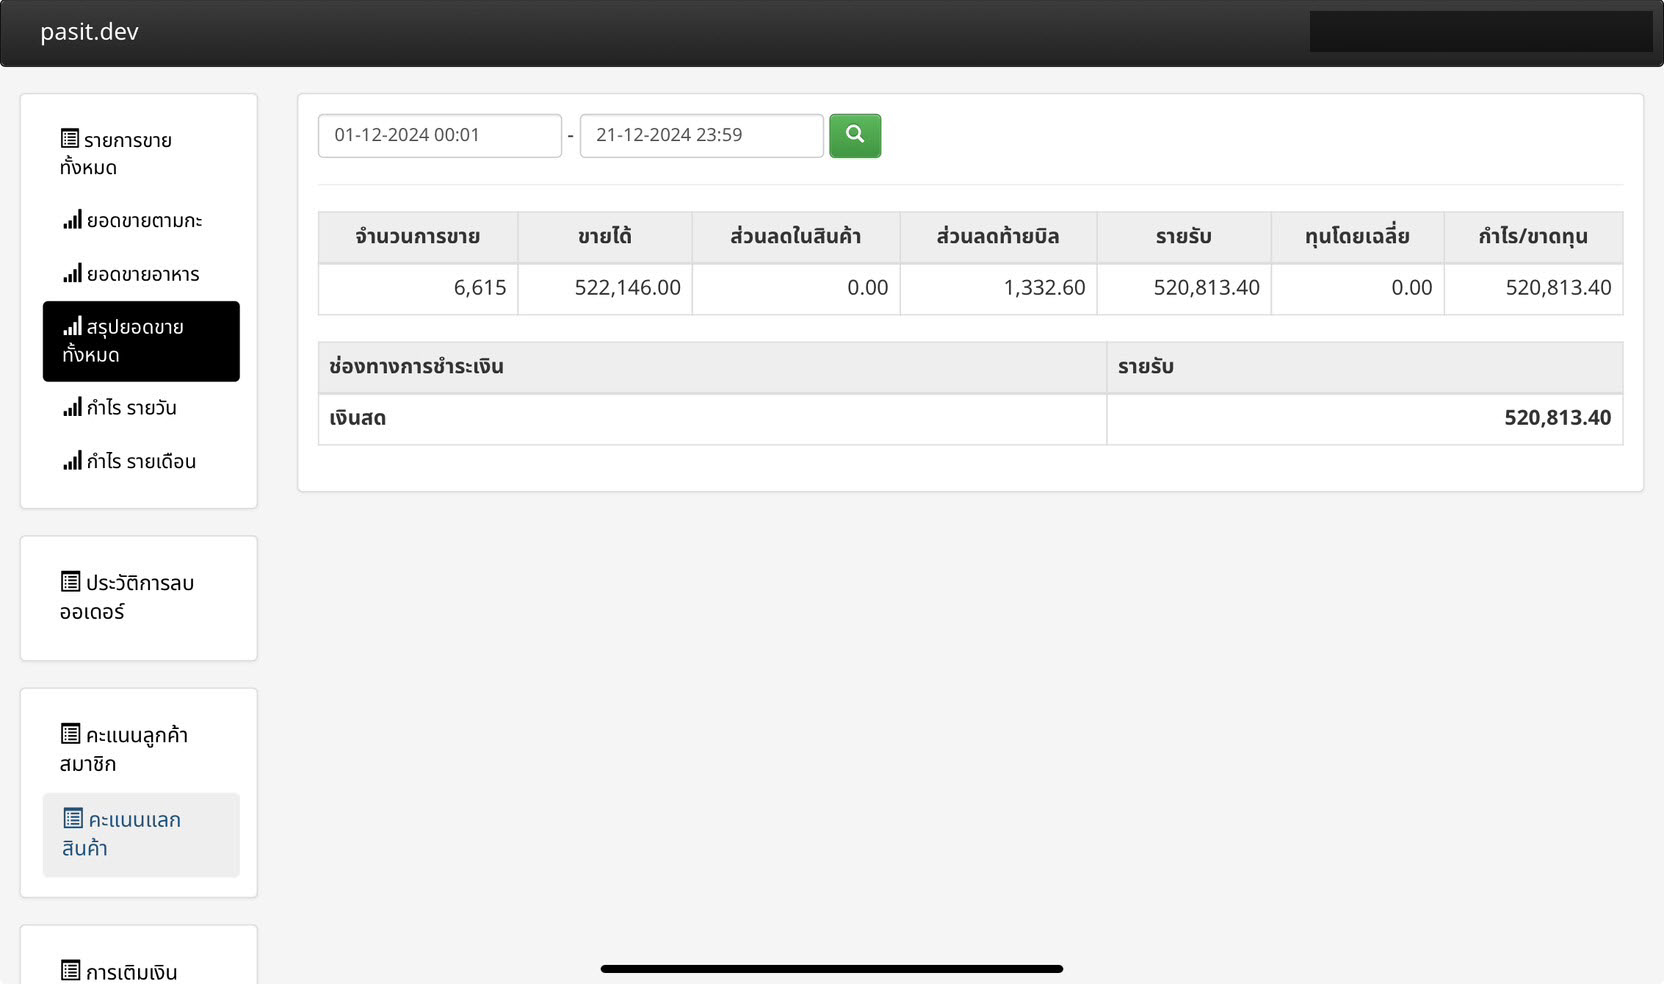 pasit.dev
รายการขาย
ทั้งหมด
ยอดขายตามกะ
ยอดขายอาหาร
สรุปยอดขาย
ทั้งหมด
กำไร รายวัน
กำไร รายเดือน
ประวัติการลบ
ออเดอร์
คะแนนลูกค้า
สมาชิก
คะแนนแลก
สินค้า
การเติมเงิน
01-12-2024 00:01 - 21-12-2024 23:59
จำนวนการขาย ขายได้ ส่วนลดในสินค้า ส่วนลดท้ายบิล รายรับ ทุนโดยเฉลี่ย กำไร/ขาดทุน
6,615 522,146.00 0.00 1,332.60 520,813.40 0.00 520,813.40
ช่องทางการชำระเงิน รายรับ
เงินสด 520,813.40